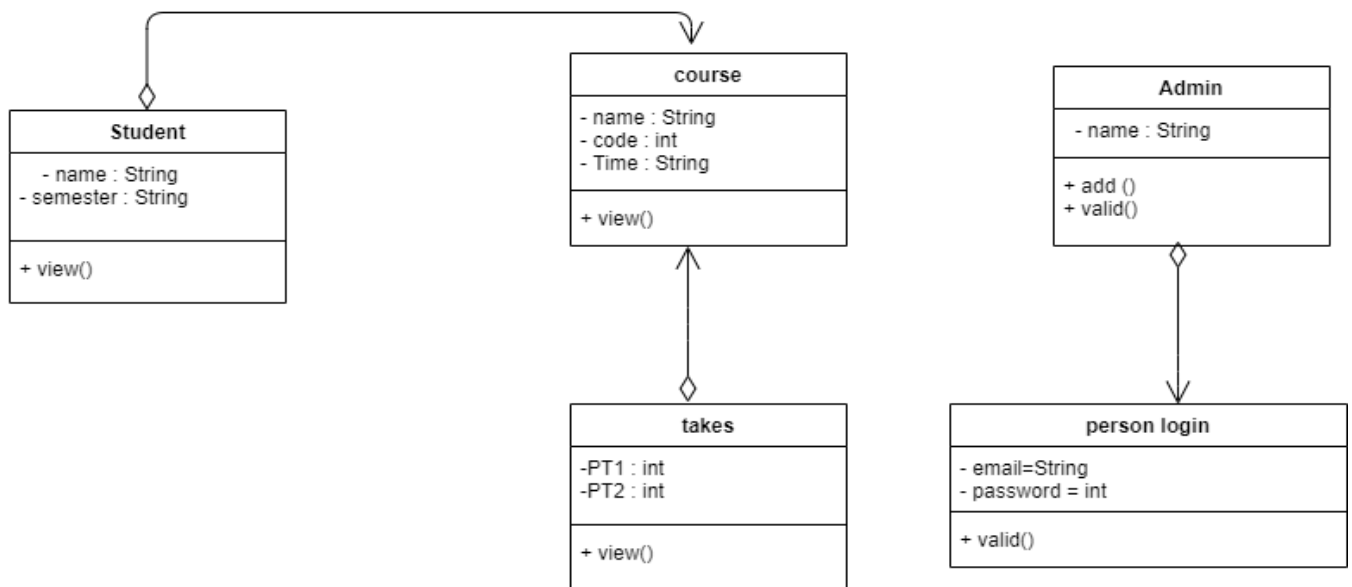 Student
- name : String
- semester : String
+ view()
course
- name : String
- code : int
- Time : String
+ view()
takes
-PT1 : int
-PT2 : int
+ view()
Admin
- name : String
+ add ()
+ valid()
person login
- email=String
- password = int
+ valid()